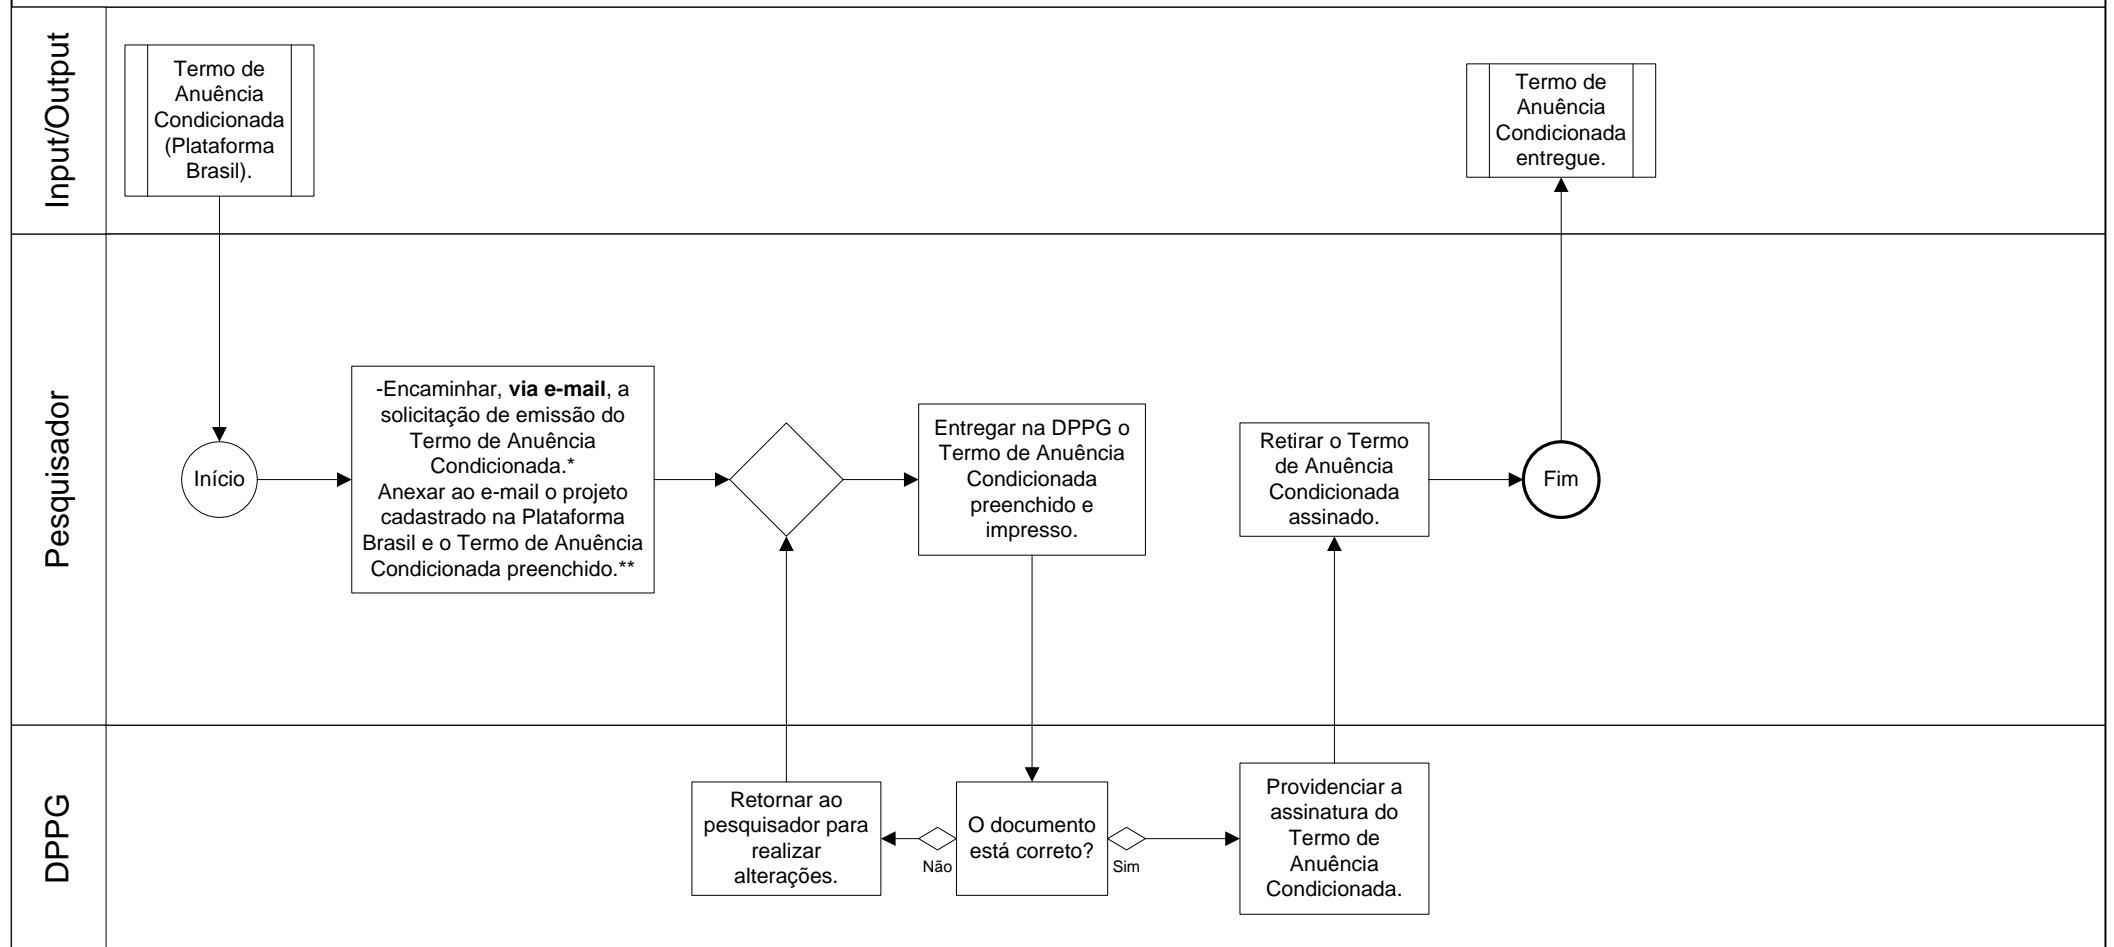 Input/Output
Termo de
Anuência
Condicionada
(Plataforma
Brasil).
Termo de
Anuência
Condicionada
entregue.
Pesquisador
Início
-Encaminhar, via e-mail, a
solicitação de emissão do
Termo de Anuência
Condicionada.*
Anexar ao e-mail o projeto
cadastrado na Plataforma
Brasil e o Termo de Anuência
Condicionada preenchido.**
Entregar na DPPG o
Termo de Anuência
Condicionada
preenchido e
impresso.
Retirar o Termo
de Anuência
Condicionada
assinado.
Fim
DPPG
Retornar ao
pesquisador para
realizar
alterações.
Não
O documento
está correto?
Sim
Providenciar a
assinatura do
Termo de
Anuência
Condicionada.